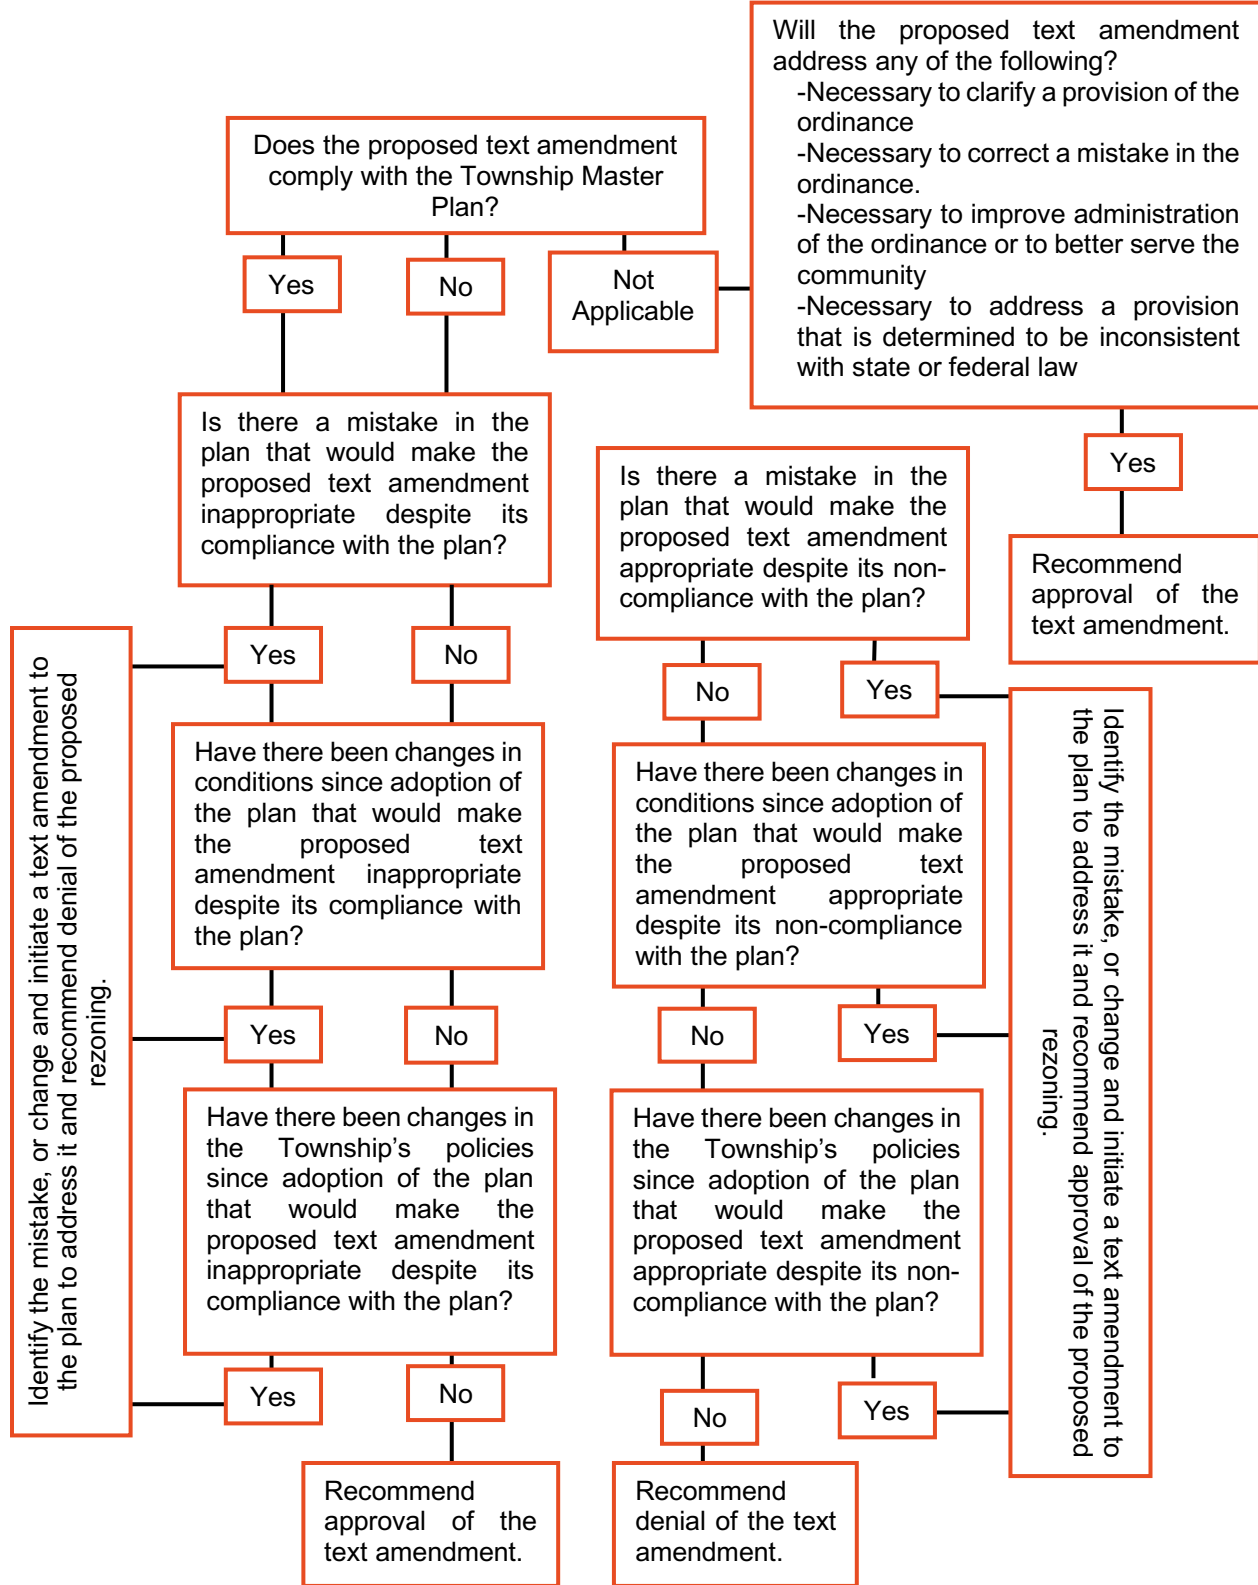 Will the proposed text amendment
address any of the following?
-Necessary to clarify a provision of the
ordinance
-Necessary to correct a mistake in the
ordinance.
-Necessary to improve administration
of the ordinance or to better serve the
community
-Necessary to address a provision
that is determined to be inconsistent
with state or federal law
Does the proposed text amendment
comply with the Township Master
Plan?
Yes
No
Not
Applicable
Is there a mistake in the
plan that would make the
proposed text amendment
inappropriate despite its
compliance with the plan?
Yes
Is there a mistake in the
plan that would make the
proposed text amendment
appropriate despite its non-
compliance with the plan?
Recommend
approval of the
text amendment.
Yes
No
No
Yes
Identify the mistake, or change and initiate a text amendment to
the plan to address it and recommend denial of the proposed
rezoning.
Have there been changes in
conditions since adoption of
the plan that would make
the proposed text
amendment inappropriate
despite its compliance with
the plan?
Have there been changes in
conditions since adoption of
the plan that would make
the proposed text
amendment appropriate
despite its non-compliance
with the plan?
Identify the mistake, or change and initiate a text amendment to
the plan to address it and recommend approval of the proposed
rezoning.
Yes
No
No
Yes
Have there been changes in
the Township’s policies
since adoption of the plan
that would make the
proposed text amendment
inappropriate despite its
compliance with the plan?
Have there been changes in
the Township’s policies
since adoption of the plan
that would make the
proposed text amendment
appropriate despite its non-
compliance with the plan?
Yes
No
No
Yes
Recommend
approval of the
text amendment.
Recommend
denial of the text
amendment.